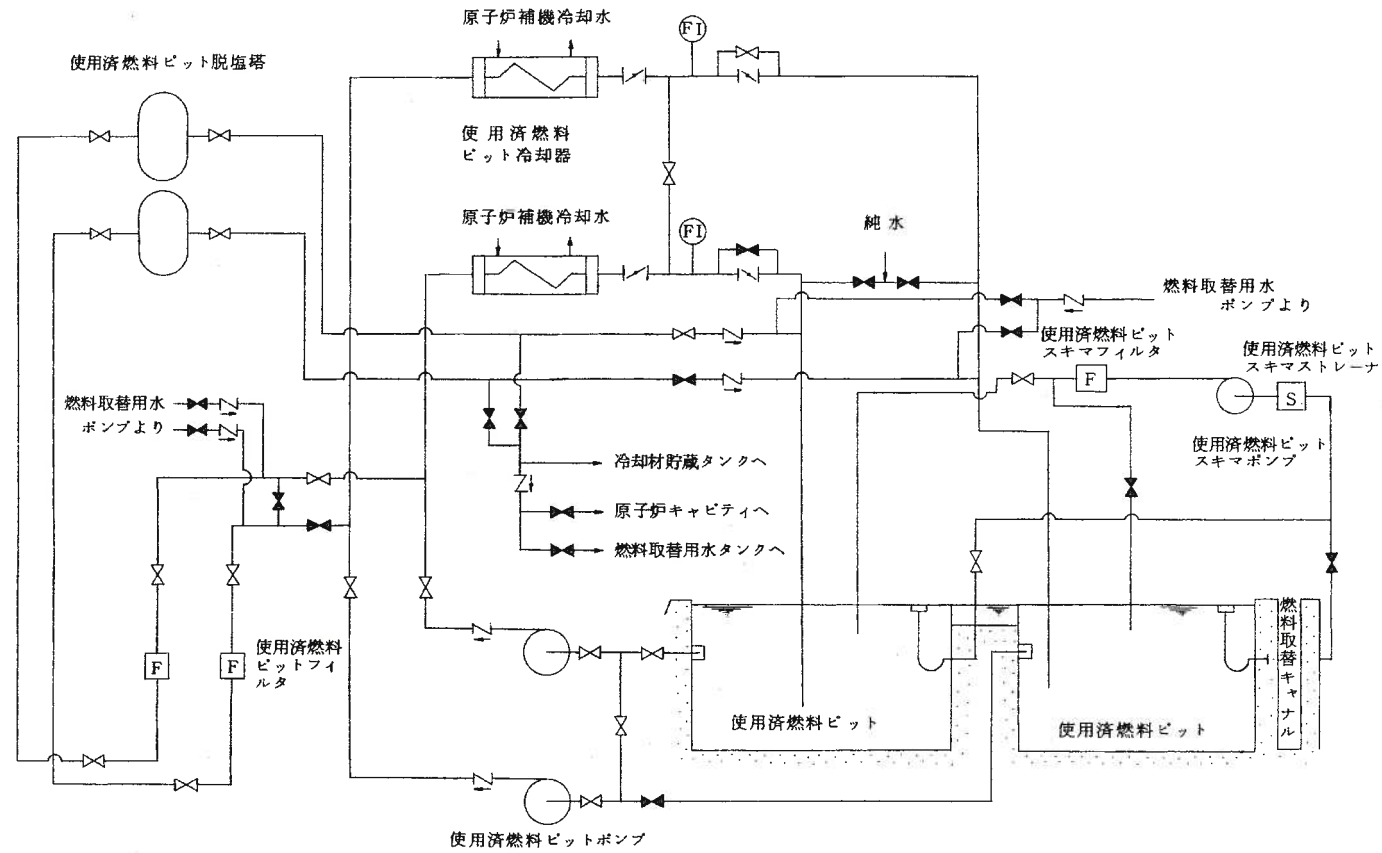 原子炉補機冷却水
FI
使用済燃料ピット脱塩塔
使用済燃料
ピット冷却器
原子炉補機冷却水
FI
純水
燃料取替用水
ポンプより
使用済燃料ピット
スキマフィルタ
使用済燃料ピット
スキマストレーナ
F
S
燃料取替用水
ポンプより
使用済燃料ピット
スキマポンプ
冷却材貯蔵タンクへ
原子炉キャビティへ
燃料取替用水タンクへ
燃料取替キャナル
使用済燃料
ピットフィ
ルタ
F
F
使用済燃料ピット
使用済燃料ピット
使用済燃料ピットポンプ